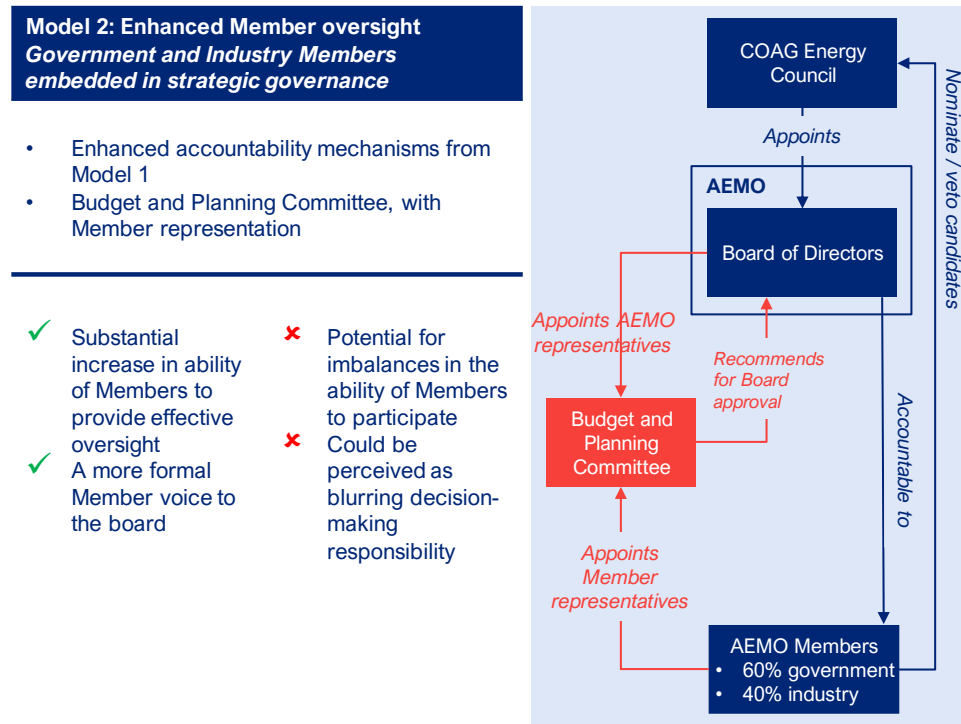 Model 2: Enhanced Member oversight
Government and Industry Members
embedded in strategic governance
• Enhanced accountability mechanisms from
Model 1
• Budget and Planning Committee, with
Member representation
✓ Substantial
increase in ability
of Members to
provide effective
oversight
✓ A more formal
Member voice to
the board
✘ Potential for
imbalances in the
ability of Members
to participate
✘ Could be
perceived as
blurring decision-
making
responsibility
COAG Energy
Council
Appoints
AEMO
Board of Directors
Appoints AEMO
representatives
Recommends
for Board
approval
Budget and
Planning
Committee
Appoints
Member
representatives
AEMO Members
• 60% government
• 40% industry
Accountable to
Nominate / veto candidates